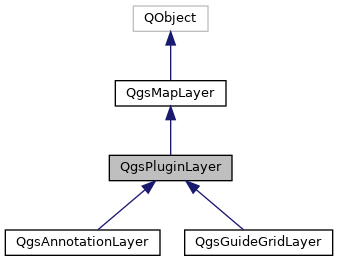 QObject
QgsMapLayer
QgsPluginLayer
QgsAnnotationLayer
QgsGuideGridLayer